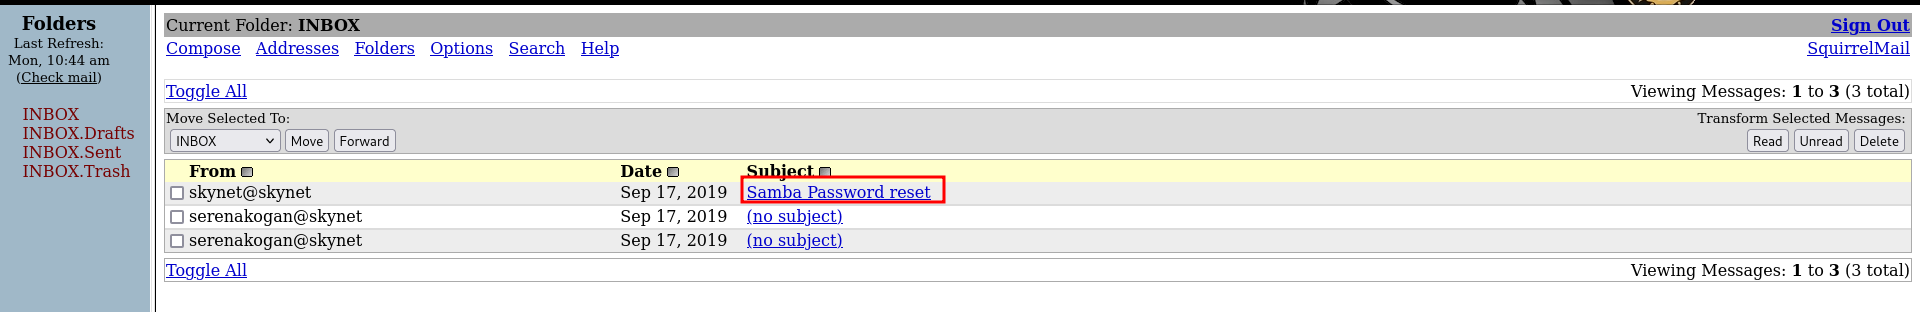 Folders
Last Refresh:
Mon, 10:44 am
(Check mail)
INBOX
INBOX.Drafts
INBOX.Sent
INBOX.Trash
Current Folder: INBOX Sign Out
Compose Addresses Folders Options Search Help SquirrelMail
Toggle All Viewing Messages: 1 to 3 (3 total)
Move Selected To: Transform Selected Messages:
INBOX Move Forward Read Unread Delete
From Date Subject
skynet@skynet Sep 17, 2019 Samba Password reset
serenakogan@skynet Sep 17, 2019 (no subject)
serenakogan@skynet Sep 17, 2019 (no subject)
Toggle All Viewing Messages: 1 to 3 (3 total)